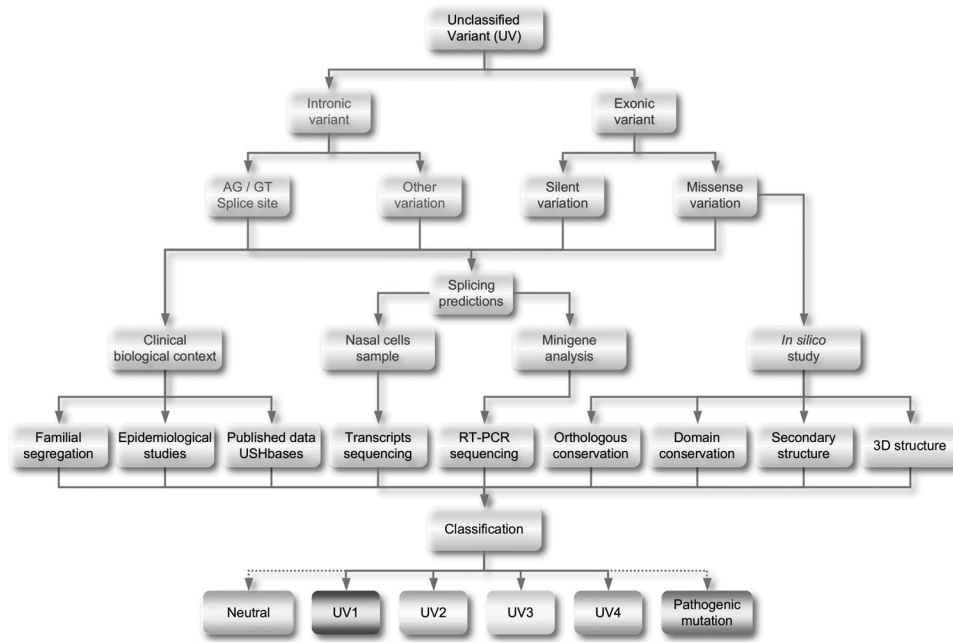 Unclassified
Variant (UV)
Intronic
variant
Exonic
variant
AG / GT
Splice site
Other
variation
Silent
variation
Missense
variation
Splicing
predictions
Clinical
biological context
Nasal cells
sample
Minigene
analysis
In silico
study
Familial
segregation
Epidemiological
studies
Published data
USHbases
Transcripts
sequencing
RT-PCR
sequencing
Orthologous
conservation
Domain
conservation
Secondary
structure
3D structure
Classification
Neutral
UV1
UV2
UV3
UV4
Pathogenic
mutation